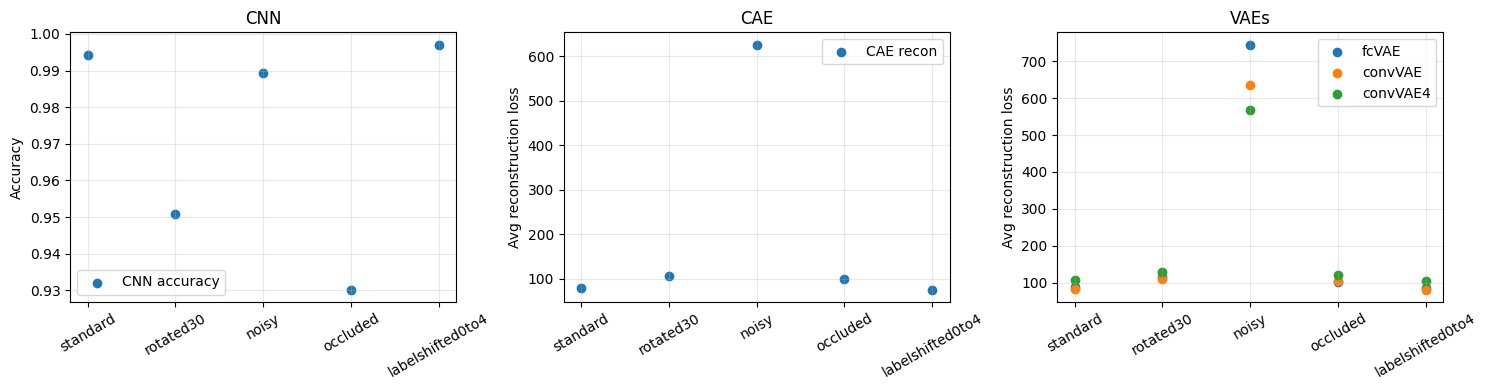 CNN
Accuracy
1.00
0.99
0.98
0.97
0.96
0.95
0.94
0.93
CNN accuracy
standard
rotated30
noisy
occluded
labelshifted0to4
CAE
Avg reconstruction loss
600
500
400
300
200
100
CAE recon
standard
rotated30
noisy
occluded
labelshifted0to4
VAEs
Avg reconstruction loss
700
600
500
400
300
200
100
fcVAE
convVAE
convVAE4
standard
rotated30
noisy
occluded
labelshifted0to4